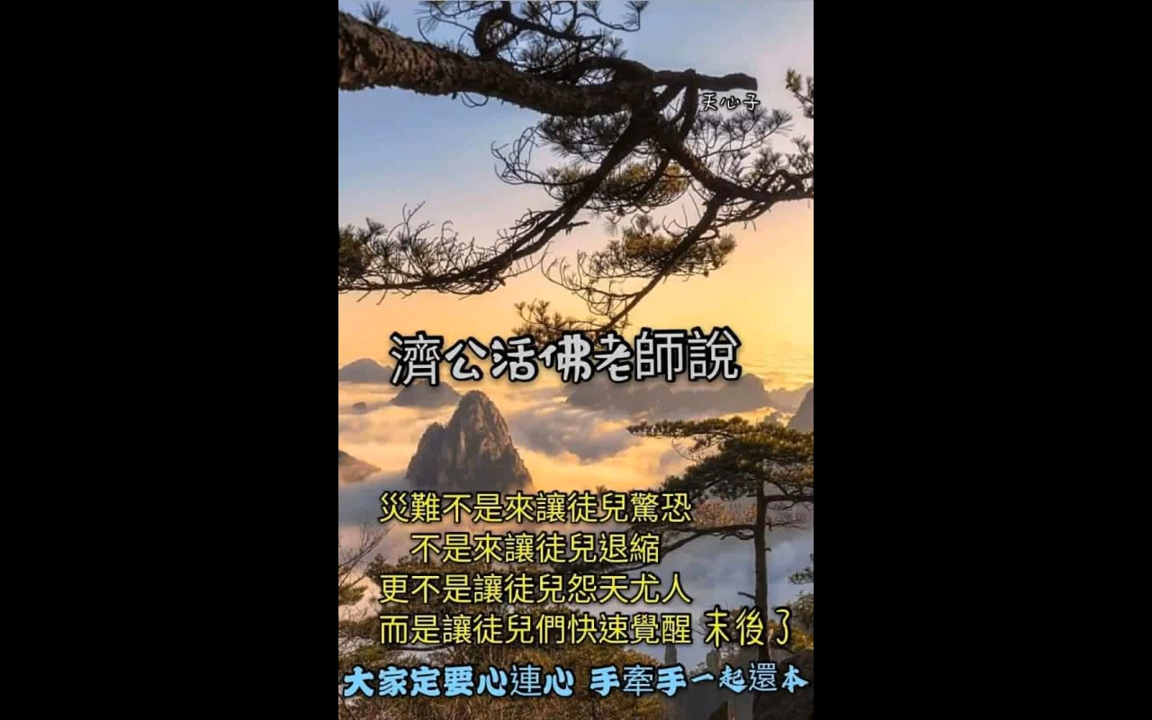 天心子
濟公活佛老師說
災難不是來讓徒兒驚恐
不是來讓徒兒退縮
更不是讓徒兒怨天尤人
而是讓徒兒們快速覺醒 末後了
大家定要心連心 手牽手一起還本